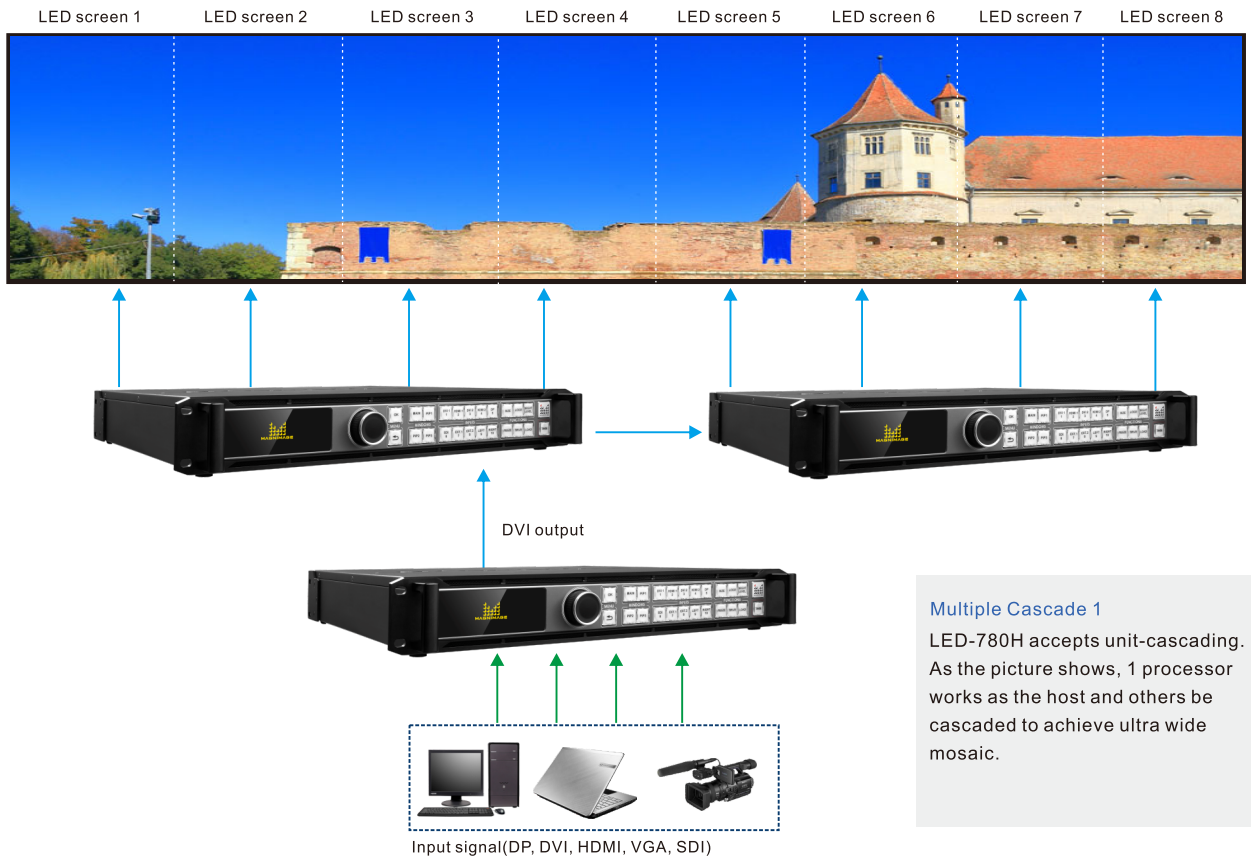 LED screen 1
LED screen 2
LED screen 3
LED screen 4
LED screen 5
LED screen 6
LED screen 7
LED screen 8
MAGNIMAGE
MAGNIMAGE
DVI output
MAGNIMAGE
Multiple Cascade 1
LED-780H accepts unit-cascading.
As the picture shows, 1 processor
works as the host and others be
cascaded to achieve ultra wide
mosaic.
Input signal(DP, DVI, HDMI, VGA, SDI)